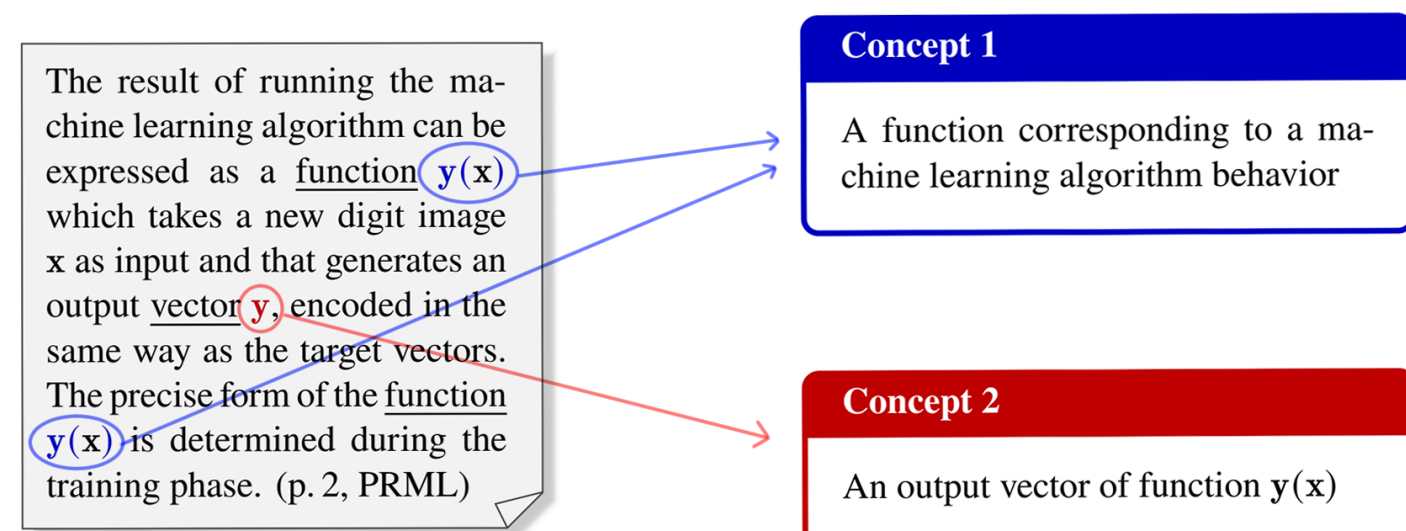 The result of running the ma-
chine learning algorithm can be
expressed as a function y(x)
which takes a new digit image
x as input and that generates an
output vector y, encoded in the
same way as the target vectors.
The precise form of the function
y(x) is determined during the
training phase. (p. 2, PRML)
Concept 1
A function corresponding to a ma-
chine learning algorithm behavior
Concept 2
An output vector of function y(x)